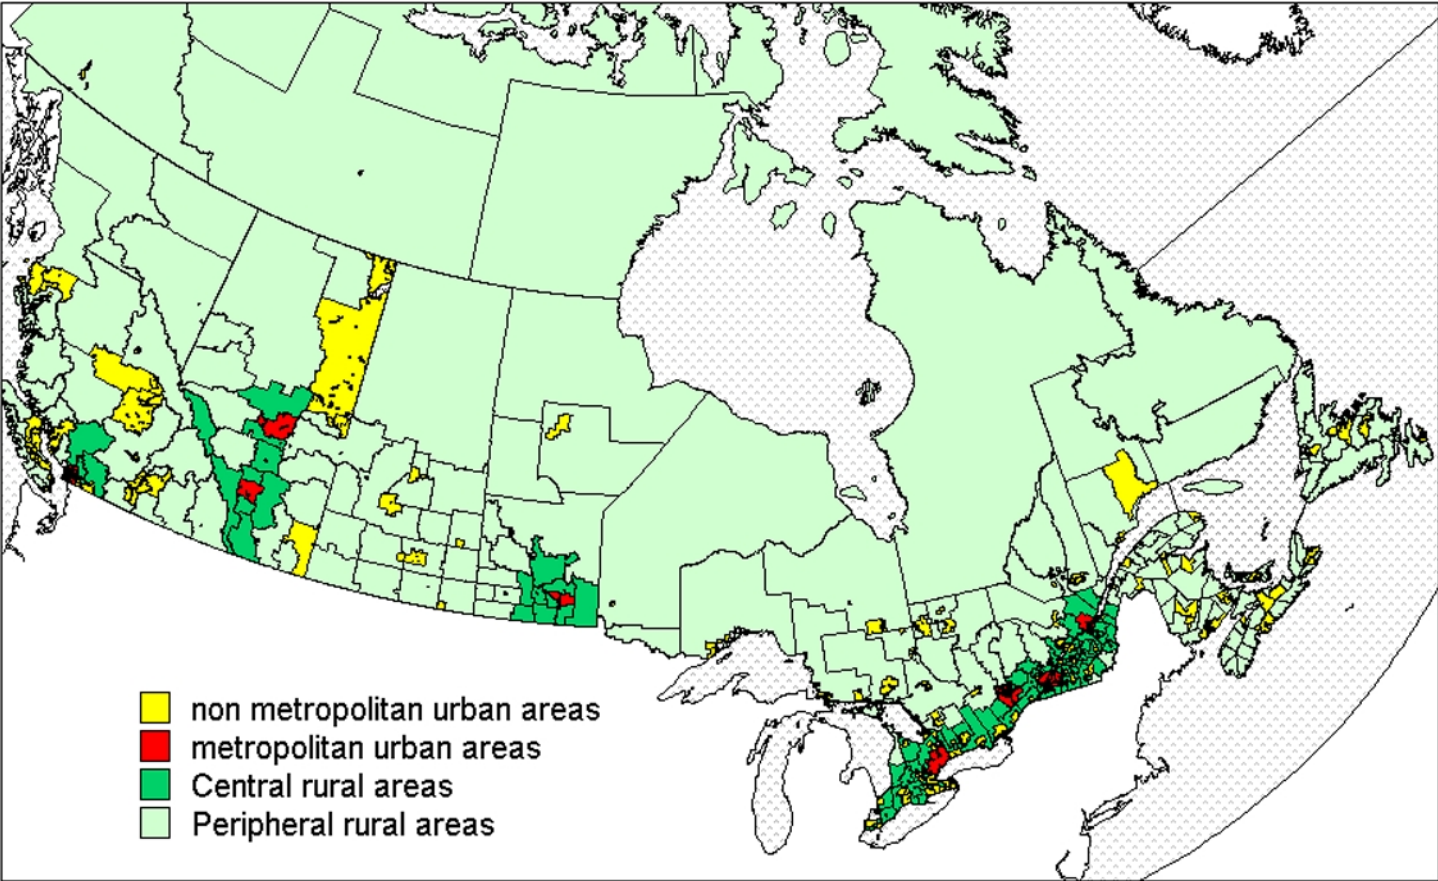 non metropolitan urban areas
metropolitan urban areas
Central rural areas
Peripheral rural areas